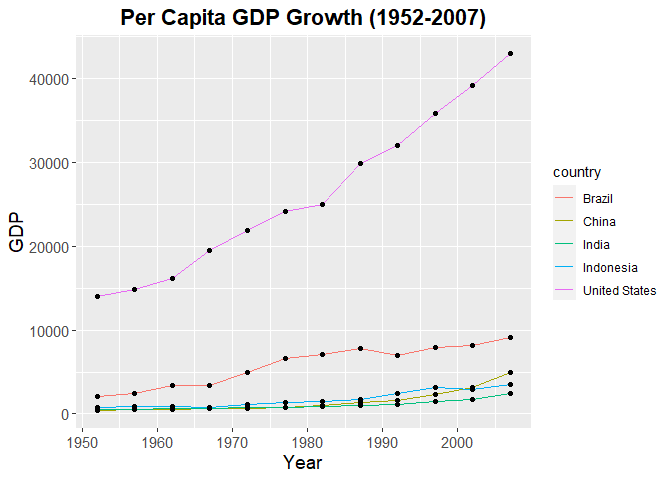 Per Capita GDP Growth (1952-2007)
40000
30000
20000
10000
0
GDP
1950 1960 1970 1980 1990 2000
Year
country
Brazil
China
India
Indonesia
United States